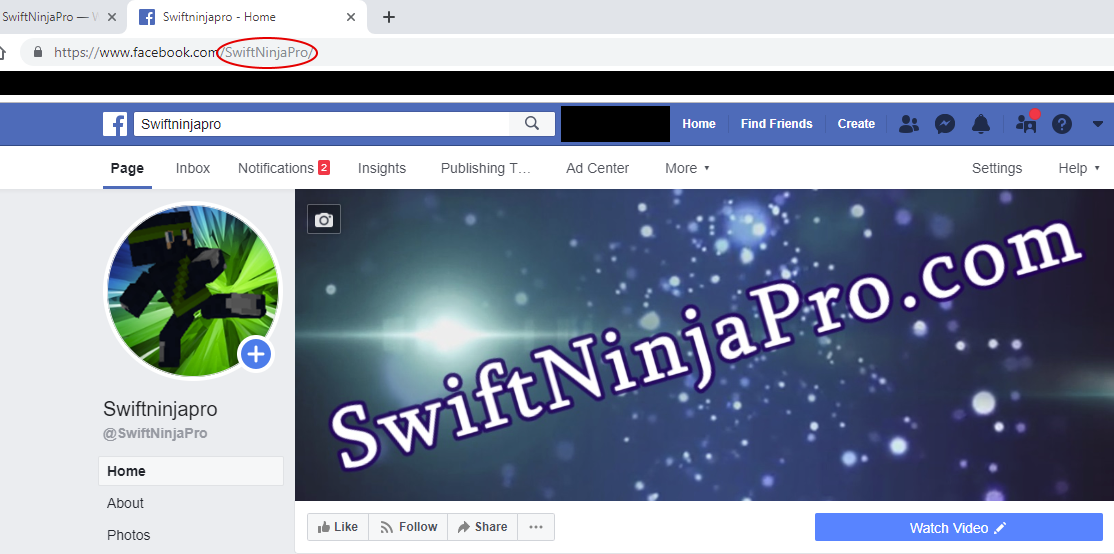 SwiftNinjaPro — W
Swiftninjapro - Home
https://www.facebook.com/SwiftNinjaPro/
Swiftninjapro
Home
Find Friends
Create
Page
Inbox
Notifications 2
Insights
Publishing T…
Ad Center
More
Settings
Help
SwiftNinjaPro.com
Swiftninjapro
@SwiftNinjaPro
Home
About
Photos
Like
Follow
Share
Watch Video